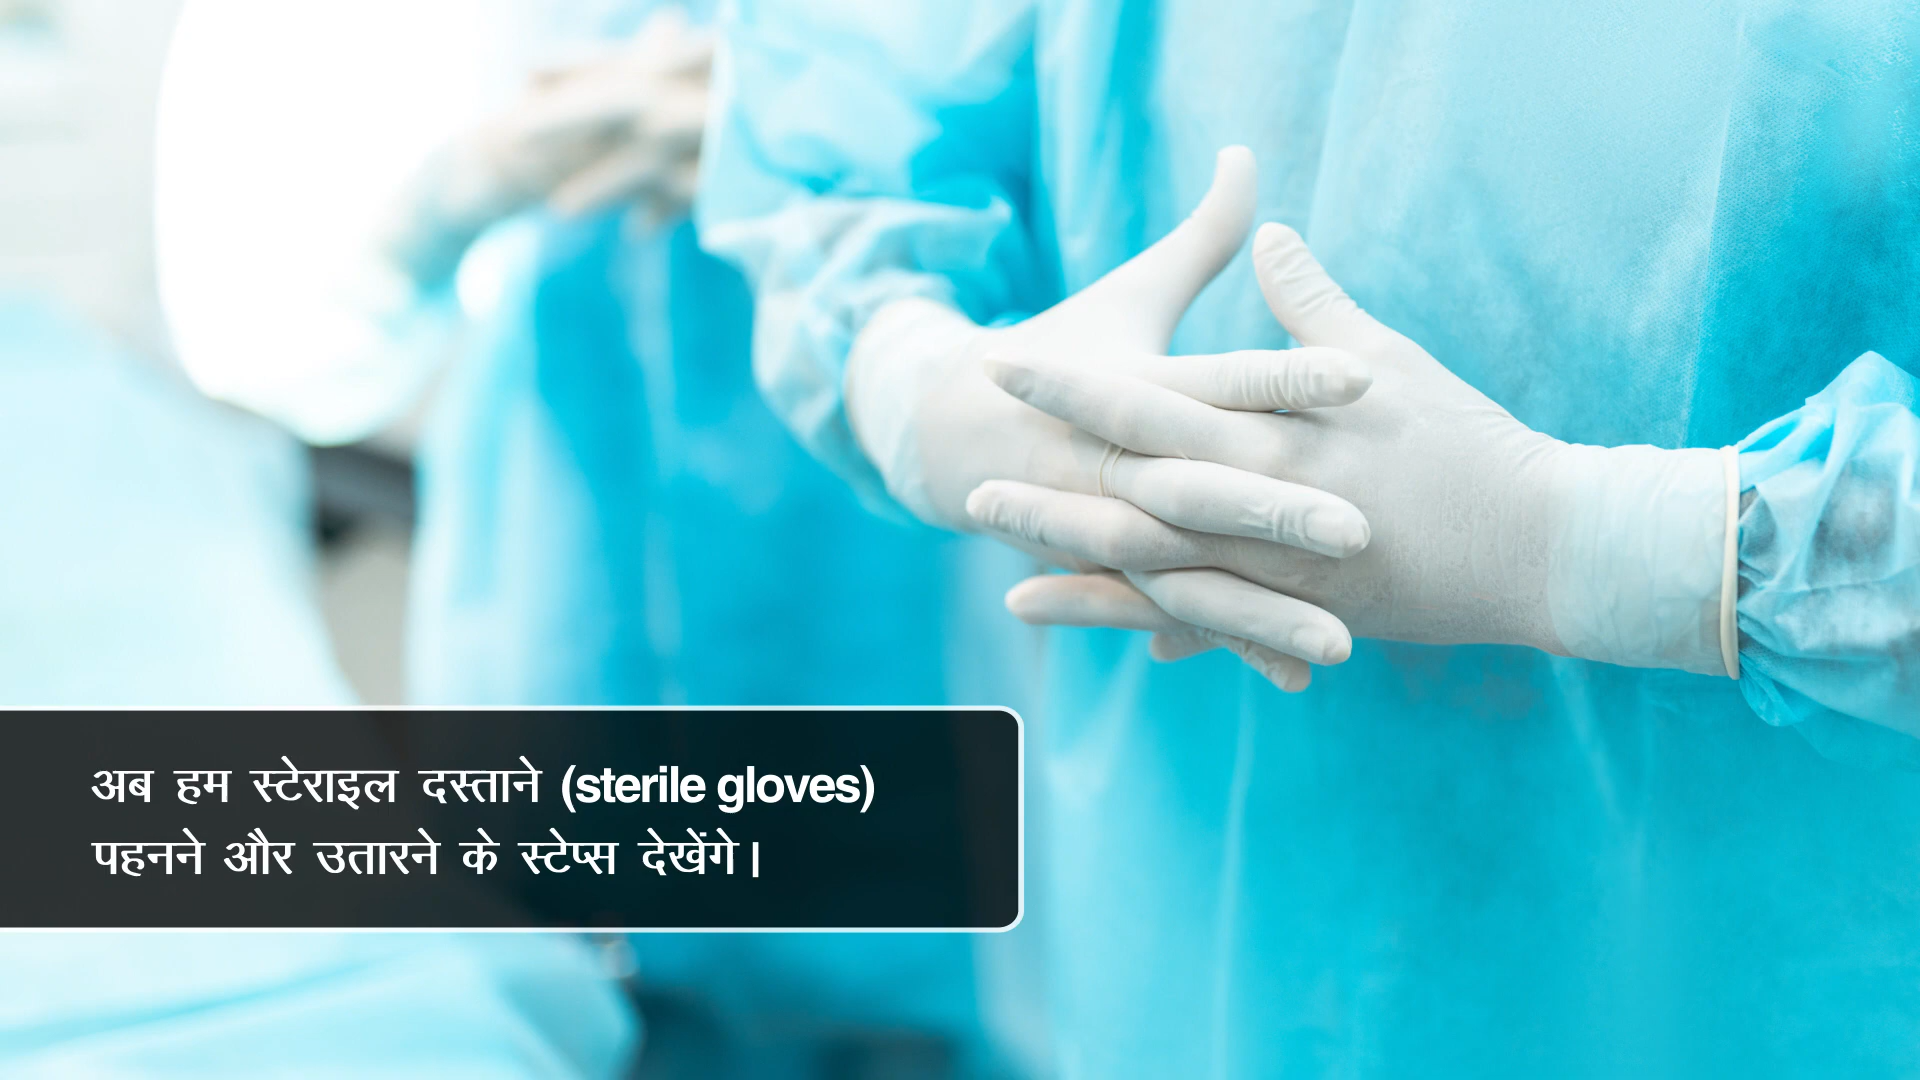 अब हम स्टेराइल दस्ताने (sterile gloves)
पहनने और उतारने के स्टेप्स देखेंगे।